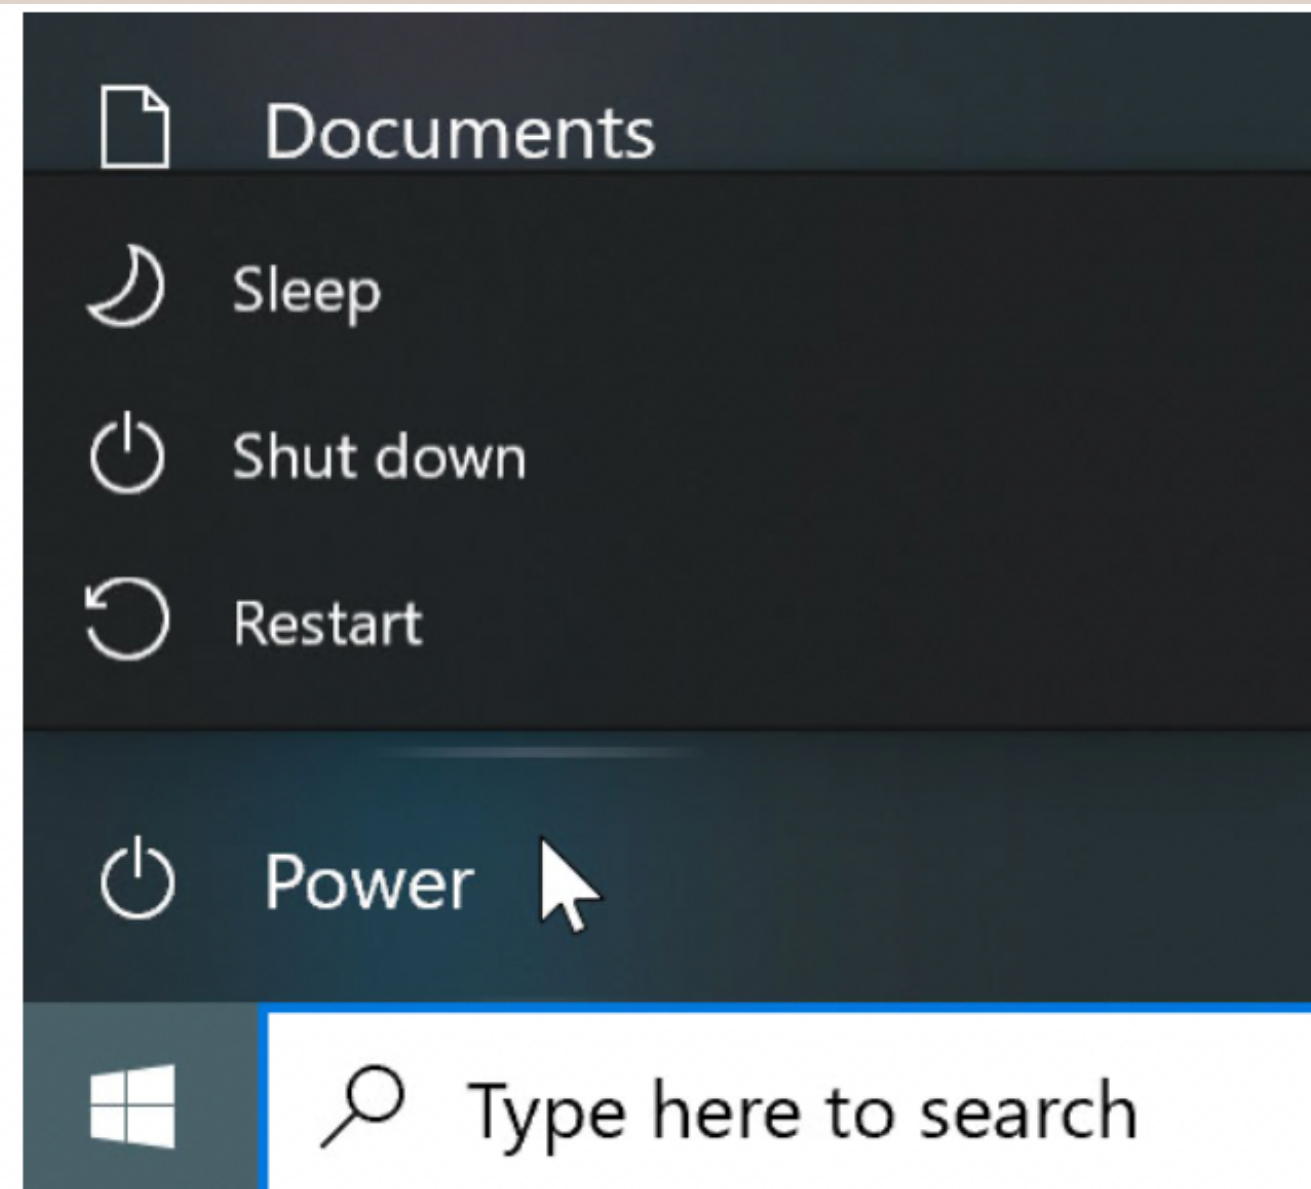 Documents
Sleep
Shut down
Restart
Power
Type here to search